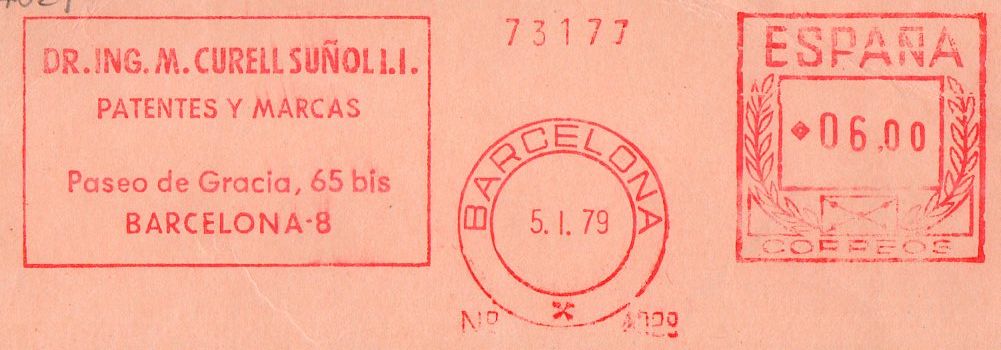 DR. ING. M. CURELL SUÑOL I. I.
PATENTES Y MARCAS
Paseo de Gracia, 65 bis
BARCELONA-8
73177
BARCELONA
5. I. 79
Nº
ESPAÑA
06.00
CORREOS